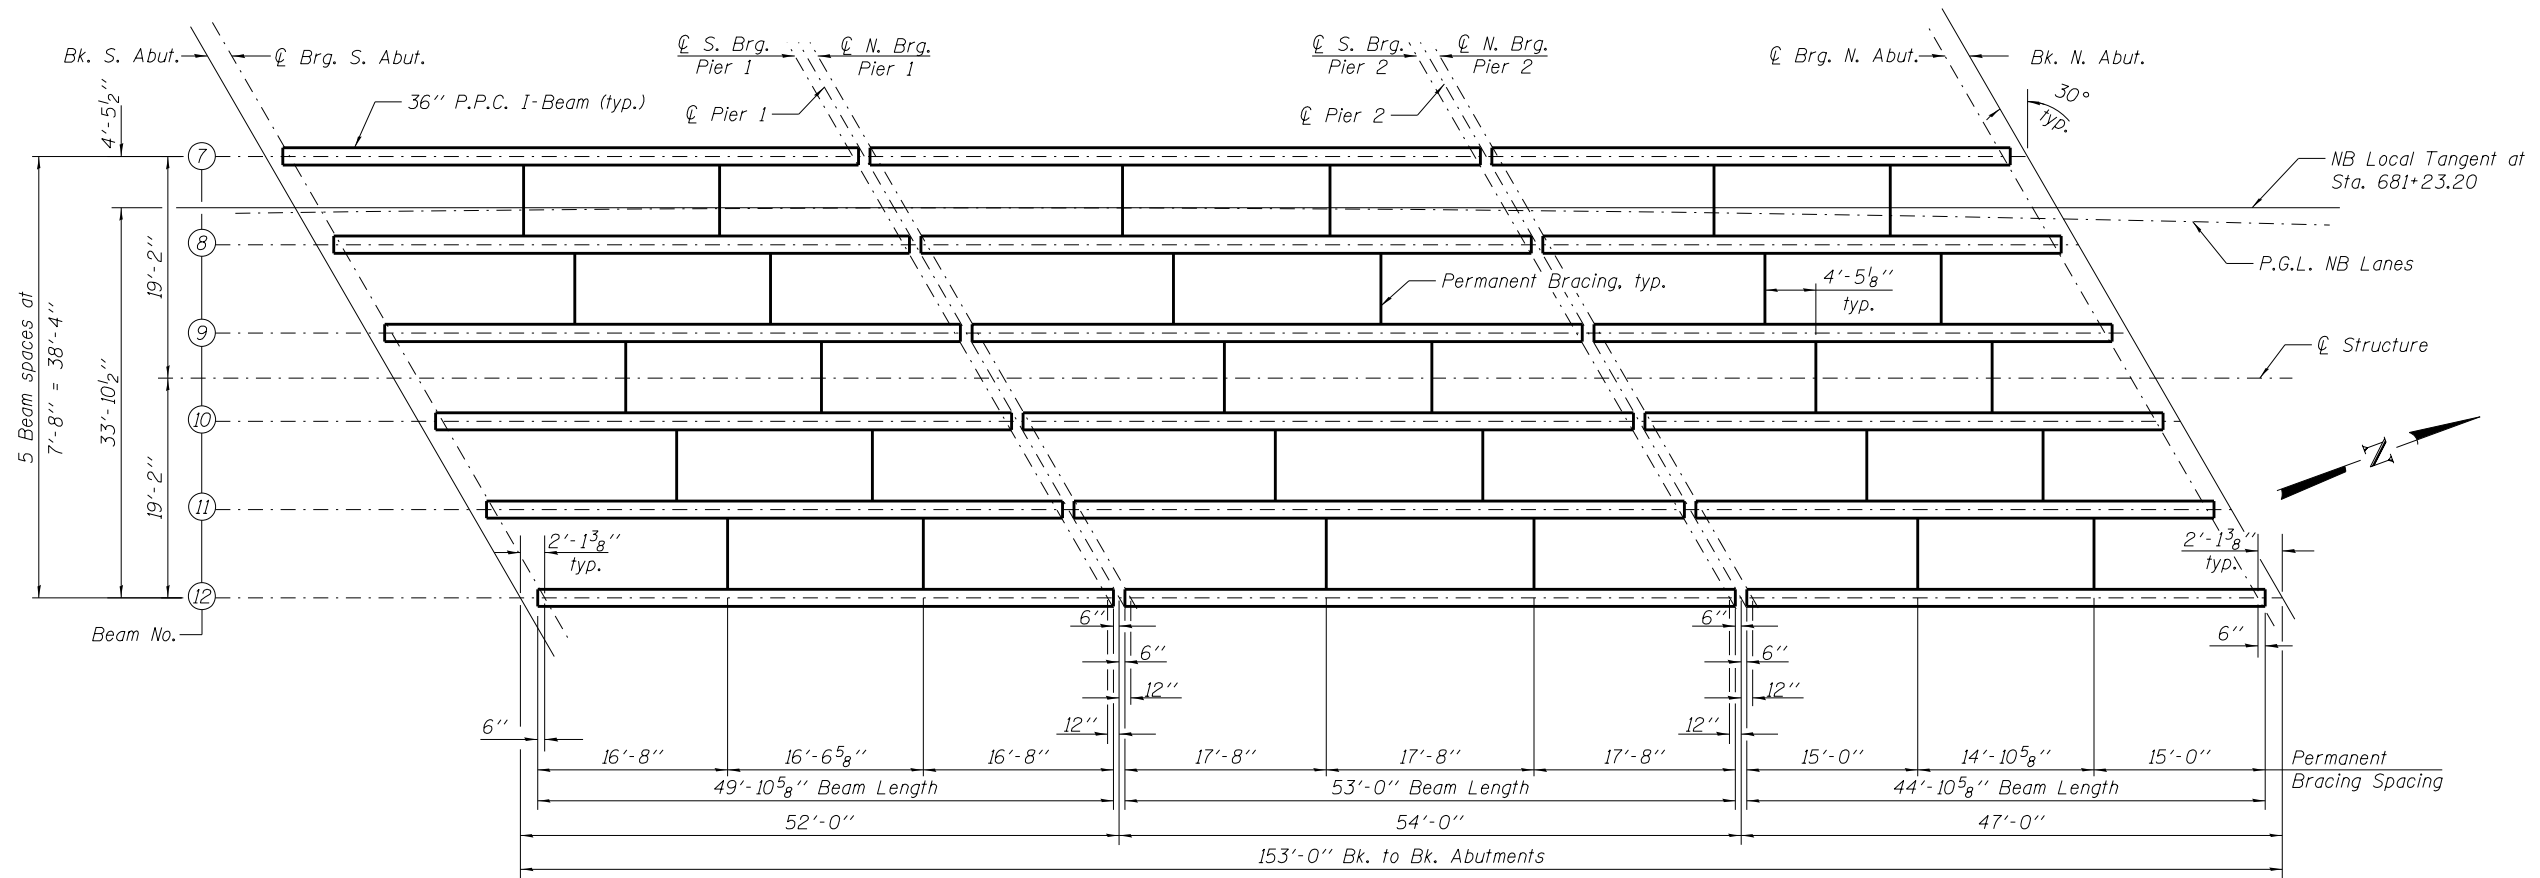 Bk. S. Abut.
℄ Brg. S. Abut.
℄ S. Brg.
Pier 1
℄ N. Brg.
Pier 1
℄ S. Brg.
Pier 2
℄ N. Brg.
Pier 2
℄ Brg. N. Abut.
Bk. N. Abut.
36" P.P.C. I-Beam (typ.)
℄ Pier 1
℄ Pier 2
30°
typ.
4'-5½"
7
NB Local Tangent at
Sta. 681+23.20
8
P.G.L. NB Lanes
Permanent Bracing, typ.
4'-5⅛"
typ.
9
℄ Structure
5 Beam spaces at
7'-8" = 38'-4"
33'-10½"
19'-2"
19'-2"
10
N
11
2'-1⅜"
typ.
2'-1⅜"
typ.
12
Beam No.
6"
6"
12"
12"
6"
6"
12"
12"
6"
6"
16'-8"
16'-6⅝"
16'-8"
17'-8"
17'-8"
17'-8"
15'-0"
14'-10⅝"
15'-0"
Permanent
Bracing Spacing
49'-10⅝" Beam Length
53'-0" Beam Length
44'-10⅝" Beam Length
52'-0"
54'-0"
47'-0"
153'-0" Bk. to Bk. Abutments